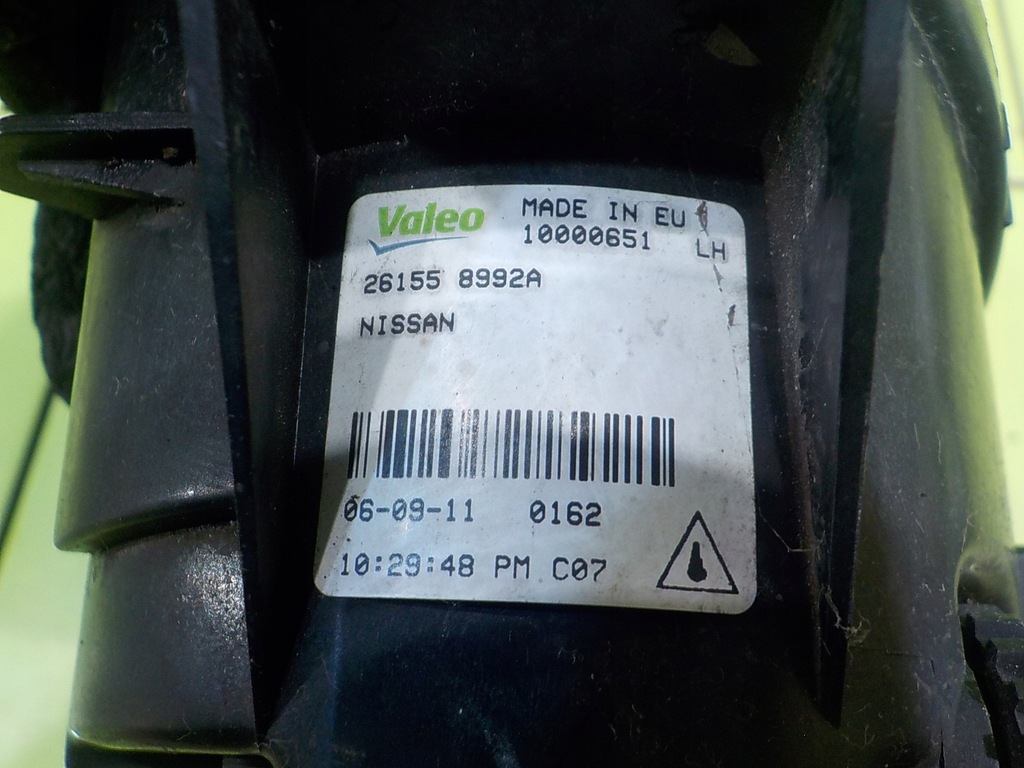 Valeo MADE IN EU
10000651 LH
26155 8992A
NISSAN
06-09-11 0162
10:29:48 PM C07